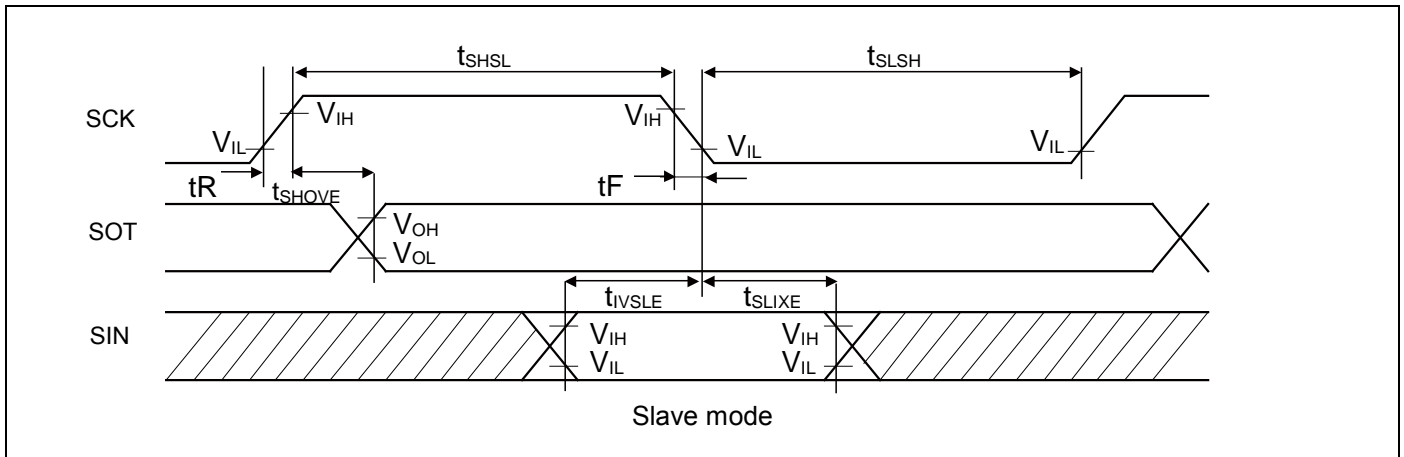 tSHSL
tSLSH
SCK
VIH
VIH
VIL
VIL
VIL
tR
tSHOVE
tF
SOT
VOH
VOL
tIVSLE
tSLIXE
SIN
VIH
VIH
VIL
VIL
Slave mode